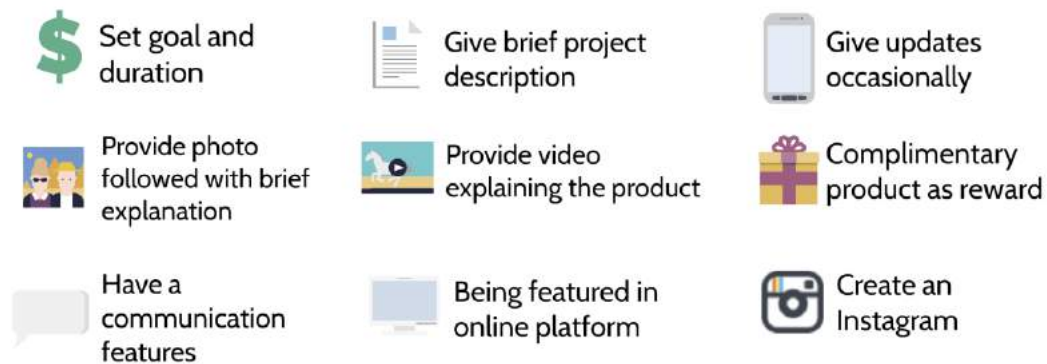 Set goal and
duration
Give brief project
description
Give updates
occasionally
Provide photo
followed with brief
explanation
Provide video
explaining the product
Complimentary
product as reward
Have a
communication
features
Being featured in
online platform
Create an
Instagram